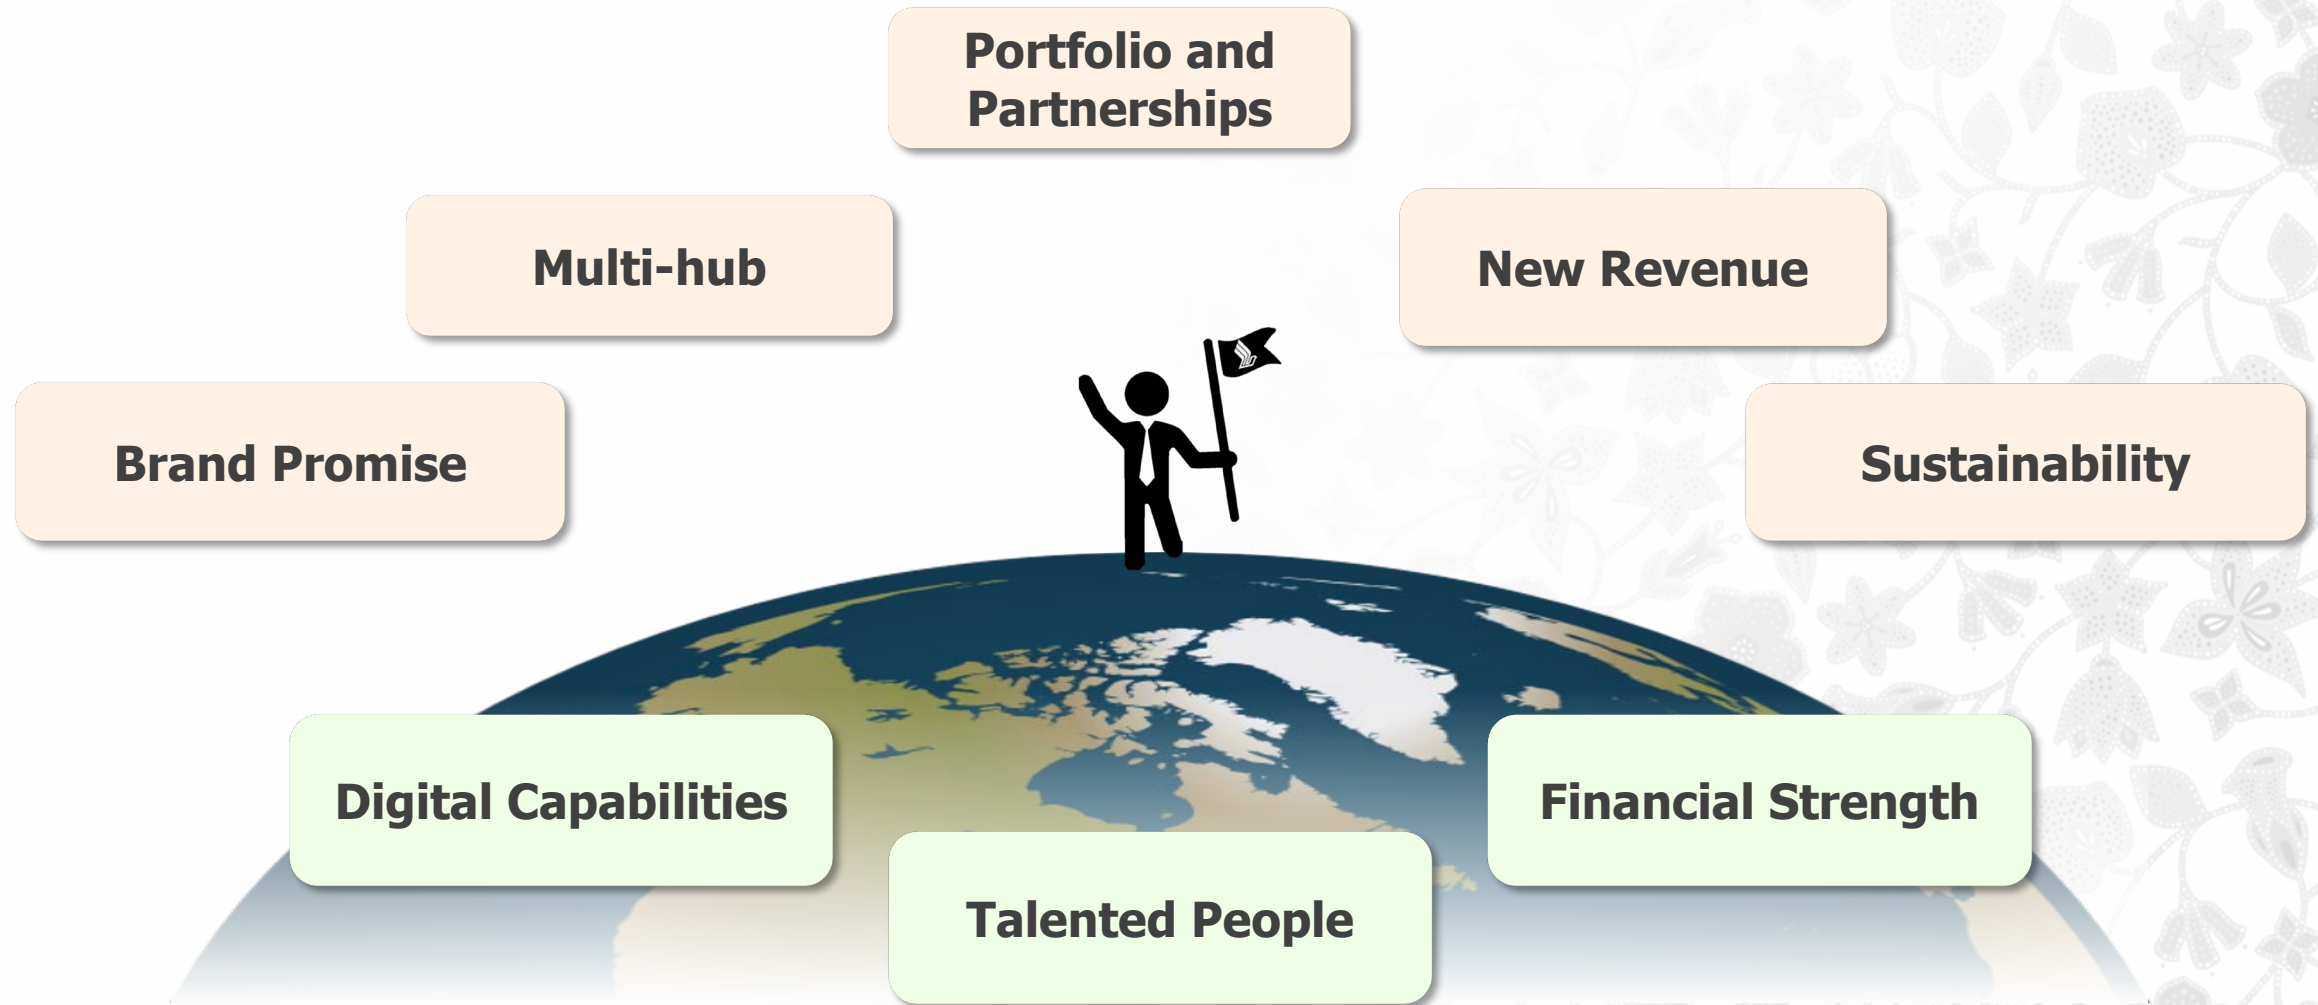 Portfolio and
Partnerships
Multi-hub
New Revenue
Brand Promise
Sustainability
Digital Capabilities
Financial Strength
Talented People